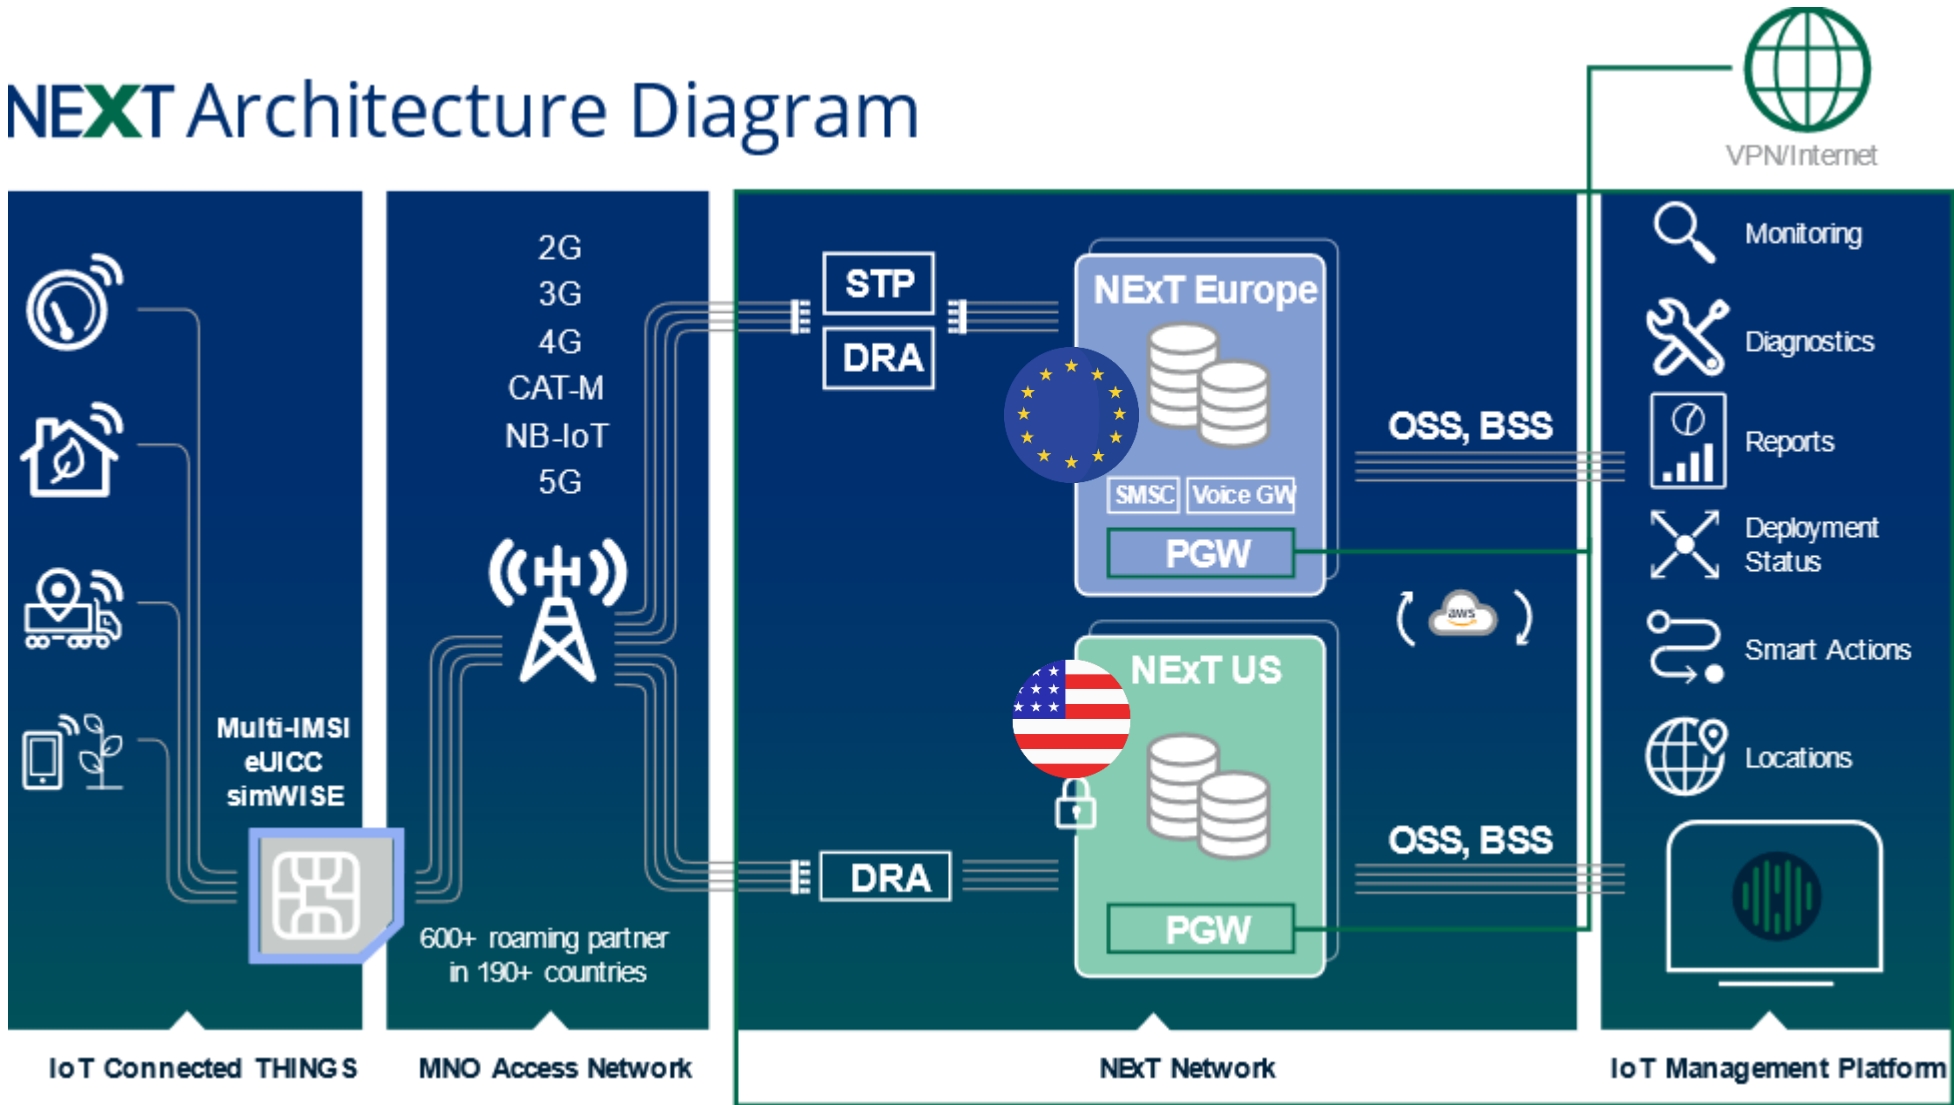 NEXT Architecture Diagram
VPN/Internet
2G
3G
4G
CAT-M
NB-IoT
5G
Multi-IMSI
eUICC
simWISE
600+ roaming partner
in 190+ countries
STP
DRA
NExT Europe
SMSC
Voice GW
PGW
OSS, BSS
aws
NExT US
DRA
PGW
OSS, BSS
Monitoring
Diagnostics
Reports
Deployment
Status
Smart Actions
Locations
IoT Connected THINGS
MNO Access Network
NExT Network
IoT Management Platform